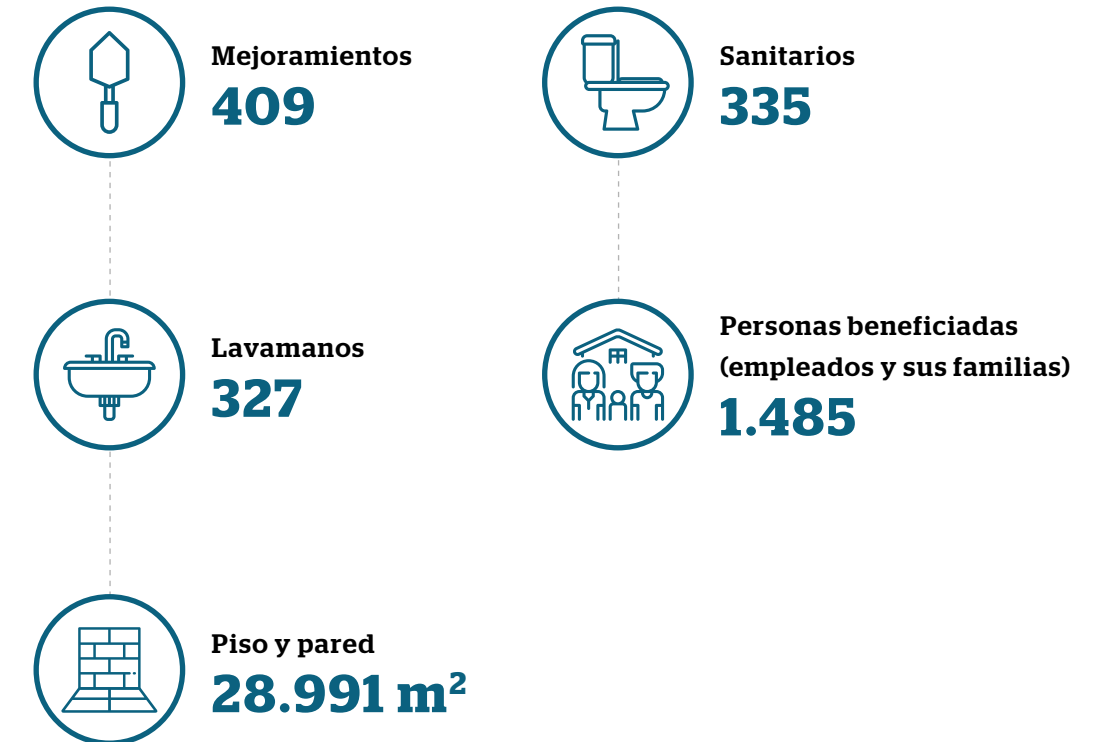 Mejoramientos
409
Sanitarios
335
Lavamanos
327
Personas beneficiadas
(empleados y sus familias)
1.485
Piso y pared
28.991 m²